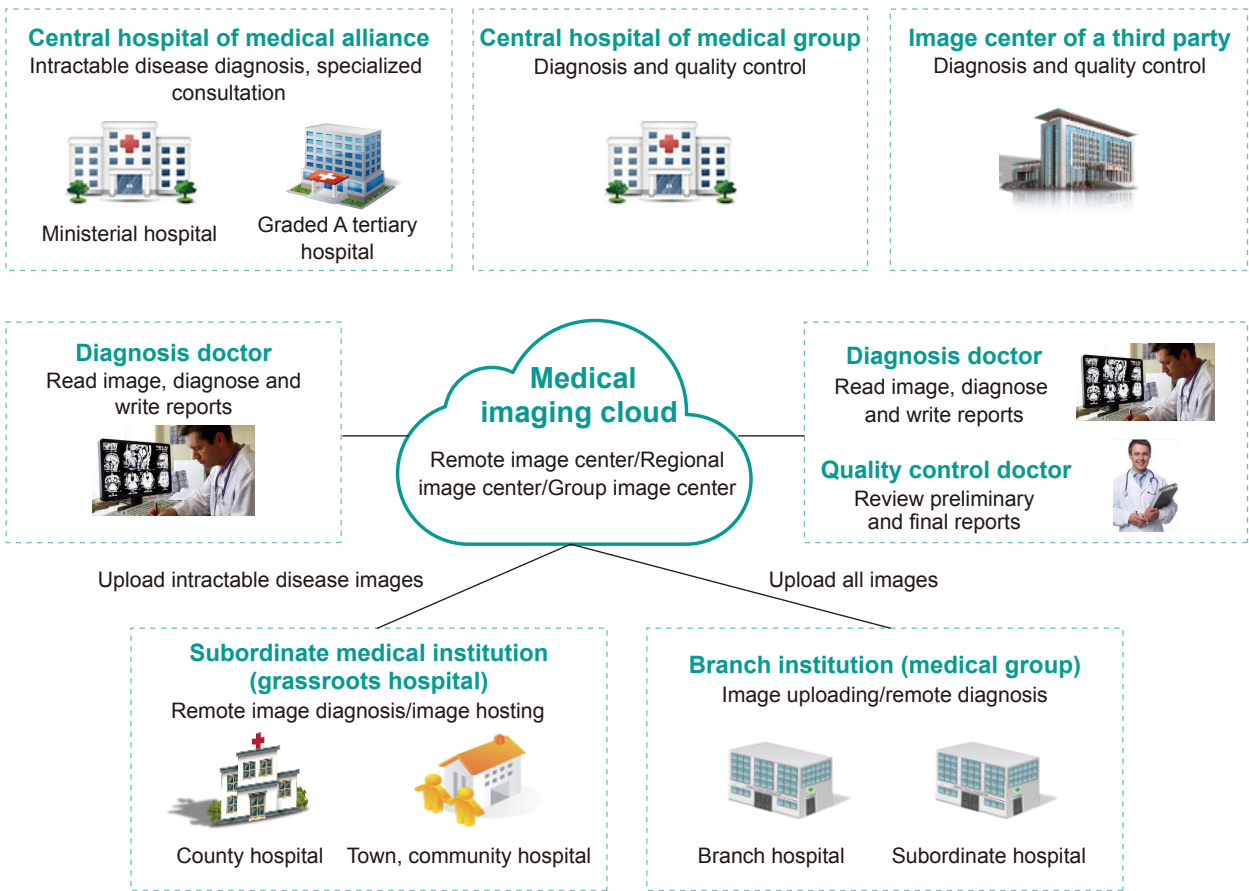 Central hospital of medical alliance
Intractable disease diagnosis, specialized
consultation
Ministerial hospital
Graded A tertiary
hospital
Central hospital of medical group
Diagnosis and quality control
Image center of a third party
Diagnosis and quality control
Diagnosis doctor
Read image, diagnose and
write reports
Medical
imaging cloud
Remote image center/Regional
image center/Group image center
Diagnosis doctor
Read image, diagnose
and write reports
Quality control doctor
Review preliminary
and final reports
Upload intractable disease images
Upload all images
Subordinate medical institution
(grassroots hospital)
Remote image diagnosis/image hosting
County hospital
Town, community hospital
Branch institution (medical group)
Image uploading/remote diagnosis
Branch hospital
Subordinate hospital